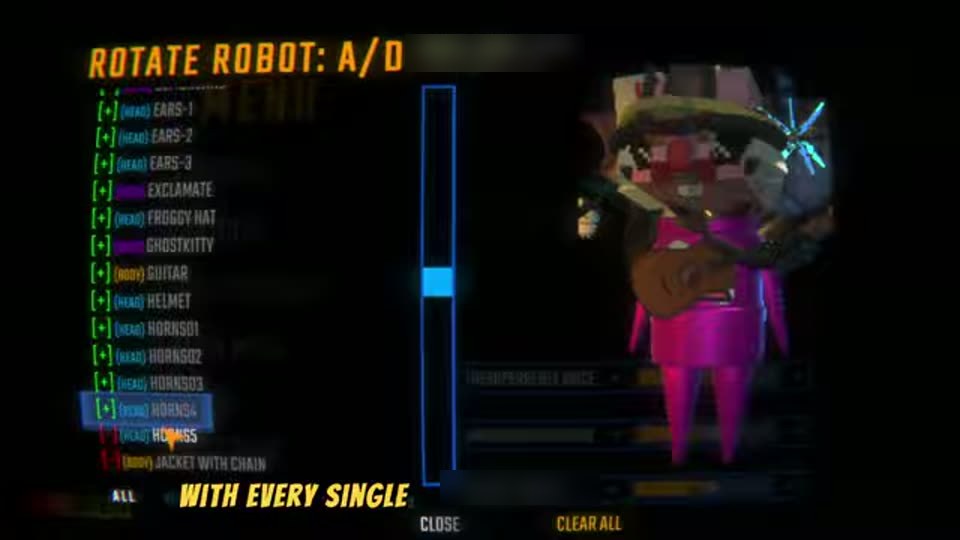 ROTATE ROBOT: A/D
[+] (HEAD) EARS-1
[+] (HEAD) EARS-2
[+] (HEAD) EARS-3
[+] EXCLAMATE
[+] (HEAD) FROGGY HAT
[+] GHOSTKITTY
[+] (BODY) GUITAR
[+] (HEAD) HELMET
[+] (HEAD) HORNS01
[+] (HEAD) HORNS02
[+] (HEAD) HORNS03
[+] (HEAD) HORNS4
[-] (HEAD) HORNS5
[-] (BODY) JACKET WITH CHAIN
ALL
WITH EVERY SINGLE
CLOSE
CLEAR ALL